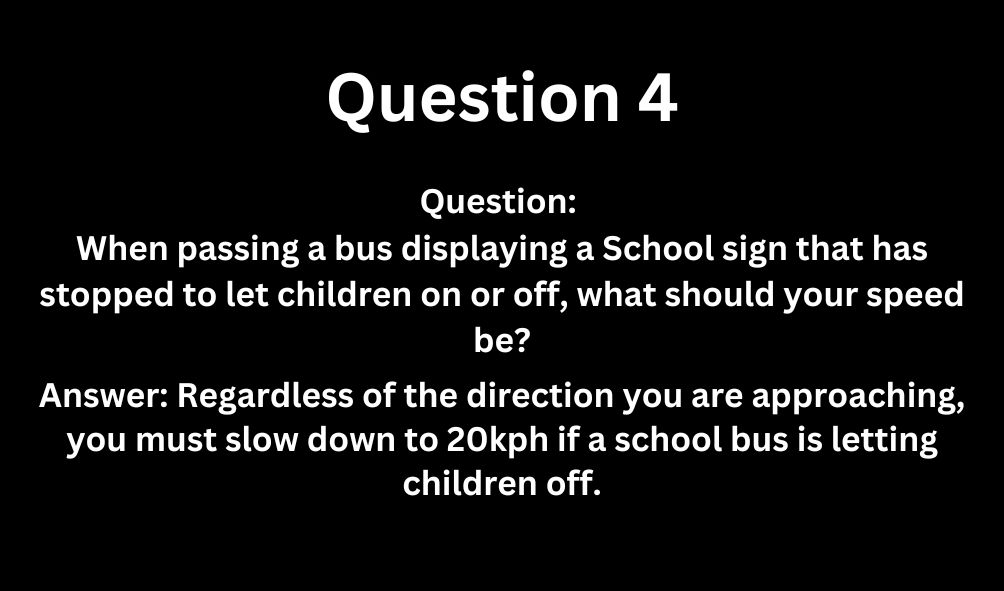 Question 4
Question:
When passing a bus displaying a School sign that has
stopped to let children on or off, what should your speed
be?
Answer: Regardless of the direction you are approaching,
you must slow down to 20kph if a school bus is letting
children off.